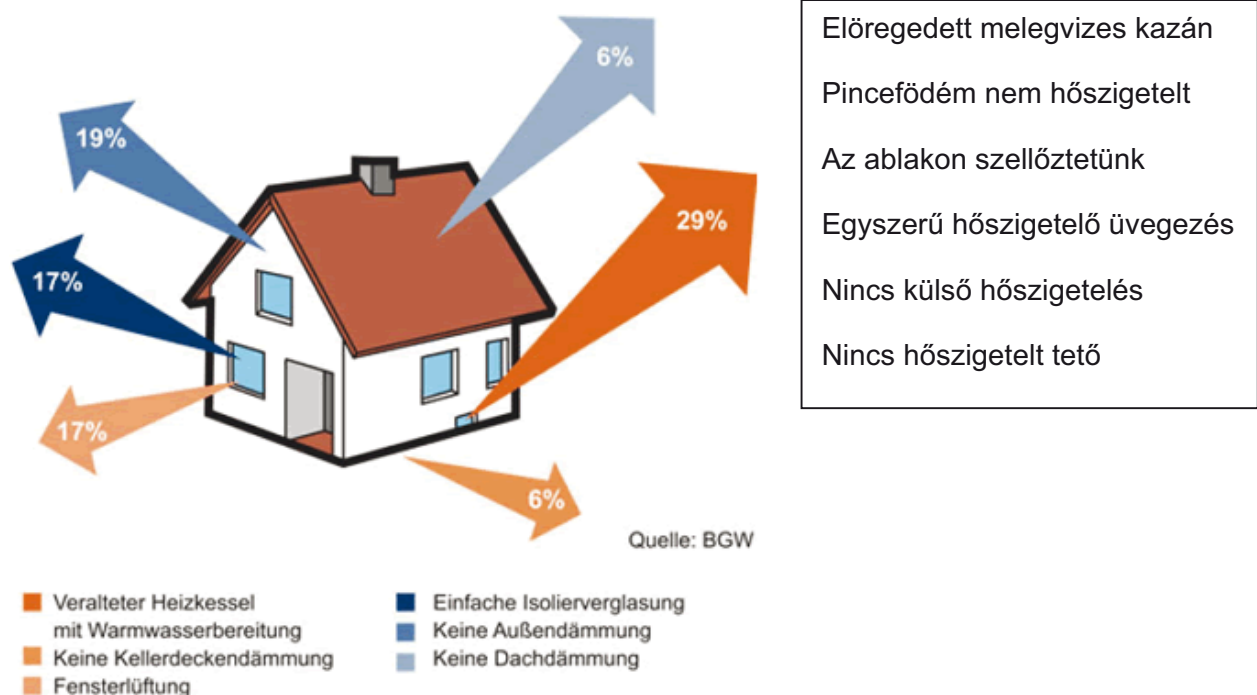 6%
19%
29%
17%
17%
6%
Quelle: BGW
Veralteter Heizkessel
mit Warmwasserbereitung
Keine Kellerdeckendämmung
Fensterlüftung
Einfache Isolierverglasung
Keine Außendämmung
Keine Dachdämmung
Elöregedett melegvizes kazán
Pincefödém nem hőszigetelt
Az ablakon szellőztetünk
Egyszerű hőszigetelő üvegezés
Nincs külső hőszigetelés
Nincs hőszigetelt tető